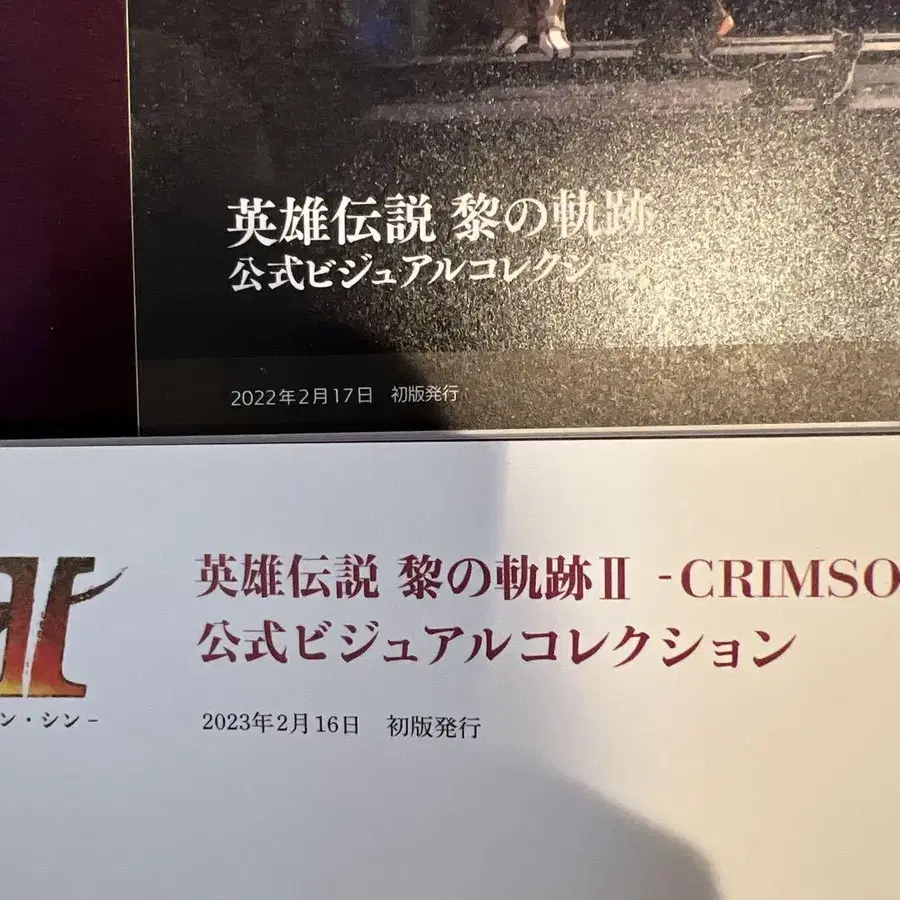 英雄伝説 黎の軌跡
公式ビジュアルコレクション
2022年2月17日 初版発行
英雄伝説 黎の軌跡Ⅱ -CRIMSO
公式ビジュアルコレクション
ン・シン-
2023年2月16日 初版発行